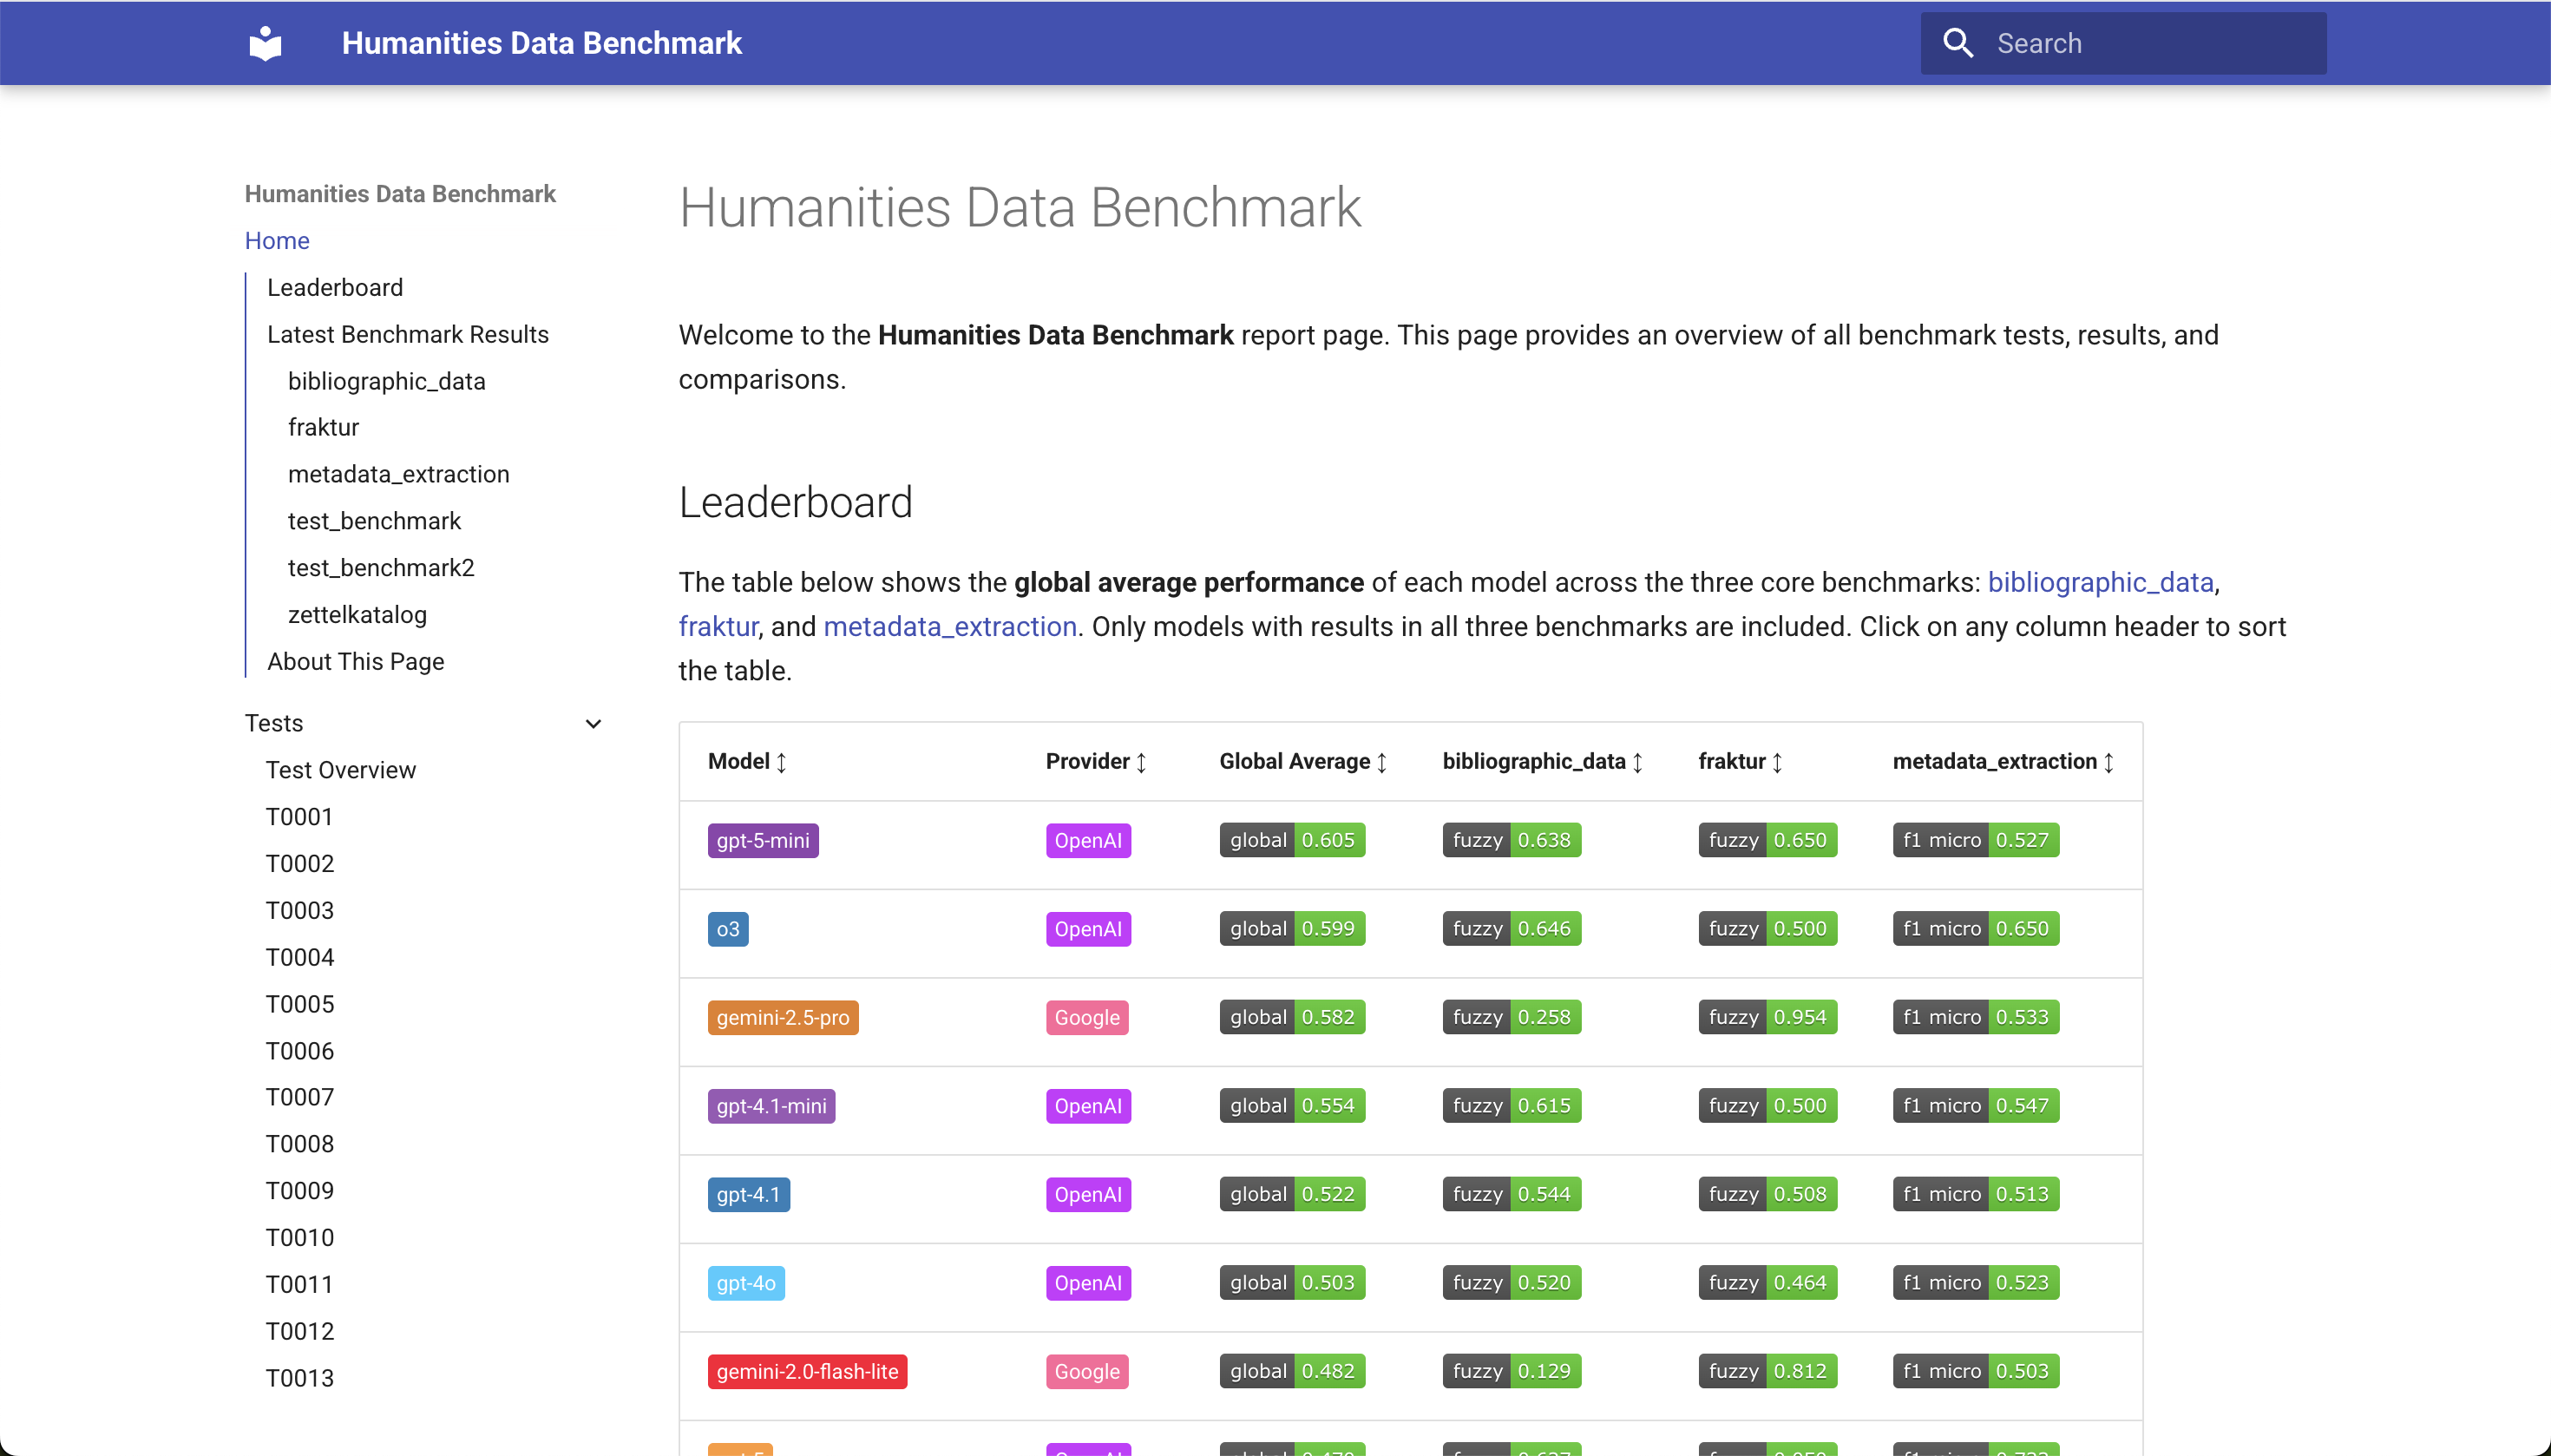 Humanities Data Benchmark
Search
Humanities Data Benchmark
Home
Leaderboard
Latest Benchmark Results
bibliographic_data
fraktur
metadata_extraction
test_benchmark
test_benchmark2
zettelkatalog
About This Page
Tests
Test Overview
T0001
T0002
T0003
T0004
T0005
T0006
T0007
T0008
T0009
T0010
T0011
T0012
T0013
Humanities Data Benchmark
Welcome to the Humanities Data Benchmark report page. This page provides an overview of all benchmark tests, results, and
comparisons.
Leaderboard
The table below shows the global average performance of each model across the three core benchmarks: bibliographic_data,
fraktur, and metadata_extraction. Only models with results in all three benchmarks are included. Click on any column header to sort
the table.
Model ↕ Provider ↕ Global Average ↕ bibliographic_data ↕ fraktur ↕ metadata_extraction ↕
gpt-5-mini OpenAI global 0.605 fuzzy 0.638 fuzzy 0.650 f1 micro 0.527
o3 OpenAI global 0.599 fuzzy 0.646 fuzzy 0.500 f1 micro 0.650
gemini-2.5-pro Google global 0.582 fuzzy 0.258 fuzzy 0.954 f1 micro 0.533
gpt-4.1-mini OpenAI global 0.554 fuzzy 0.615 fuzzy 0.500 f1 micro 0.547
gpt-4.1 OpenAI global 0.522 fuzzy 0.544 fuzzy 0.508 f1 micro 0.513
gpt-4o OpenAI global 0.503 fuzzy 0.520 fuzzy 0.464 f1 micro 0.523
gemini-2.0-flash-lite Google global 0.482 fuzzy 0.129 fuzzy 0.812 f1 micro 0.503